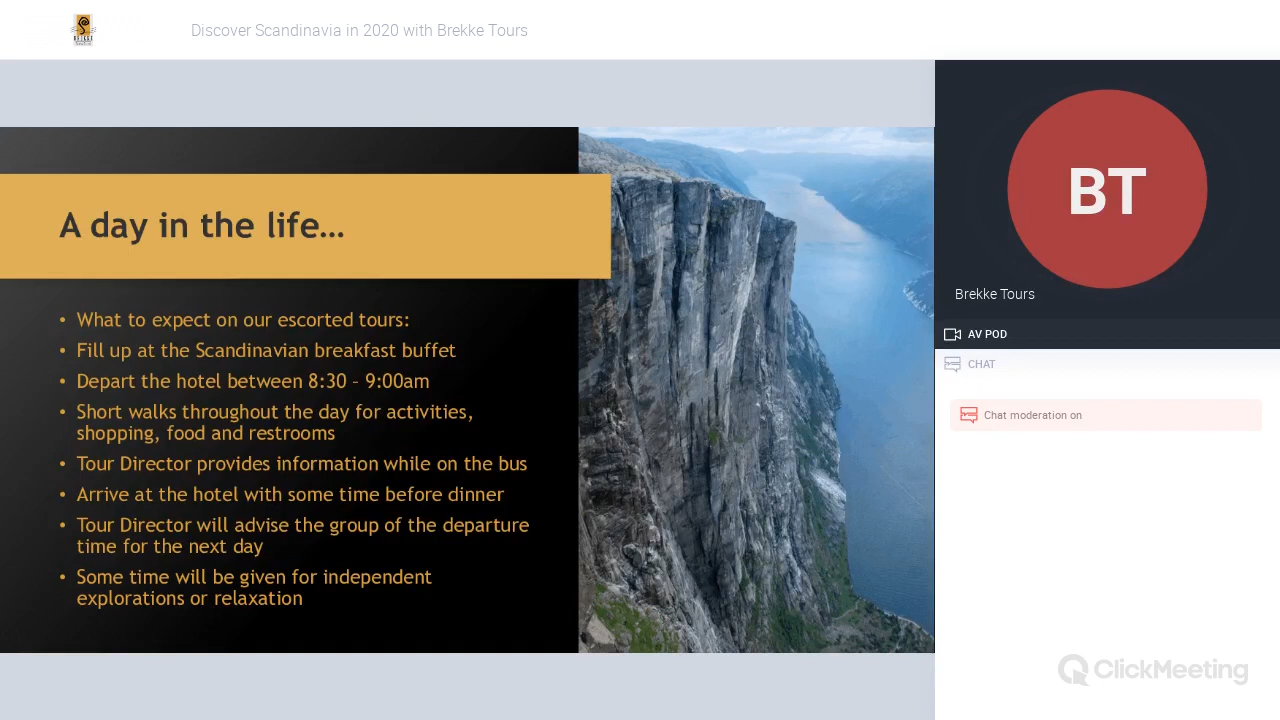 BREKKE
Discover Scandinavia in 2020 with Brekke Tours
A day in the life…
• What to expect on our escorted tours:
• Fill up at the Scandinavian breakfast buffet
• Depart the hotel between 8:30 – 9:00am
• Short walks throughout the day for activities,
shopping, food and restrooms
• Tour Director provides information while on the bus
• Arrive at the hotel with some time before dinner
• Tour Director will advise the group of the departure
time for the next day
• Some time will be given for independent
explorations or relaxation
BT
Brekke Tours
AV POD
CHAT
Chat moderation on
ClickMeeting